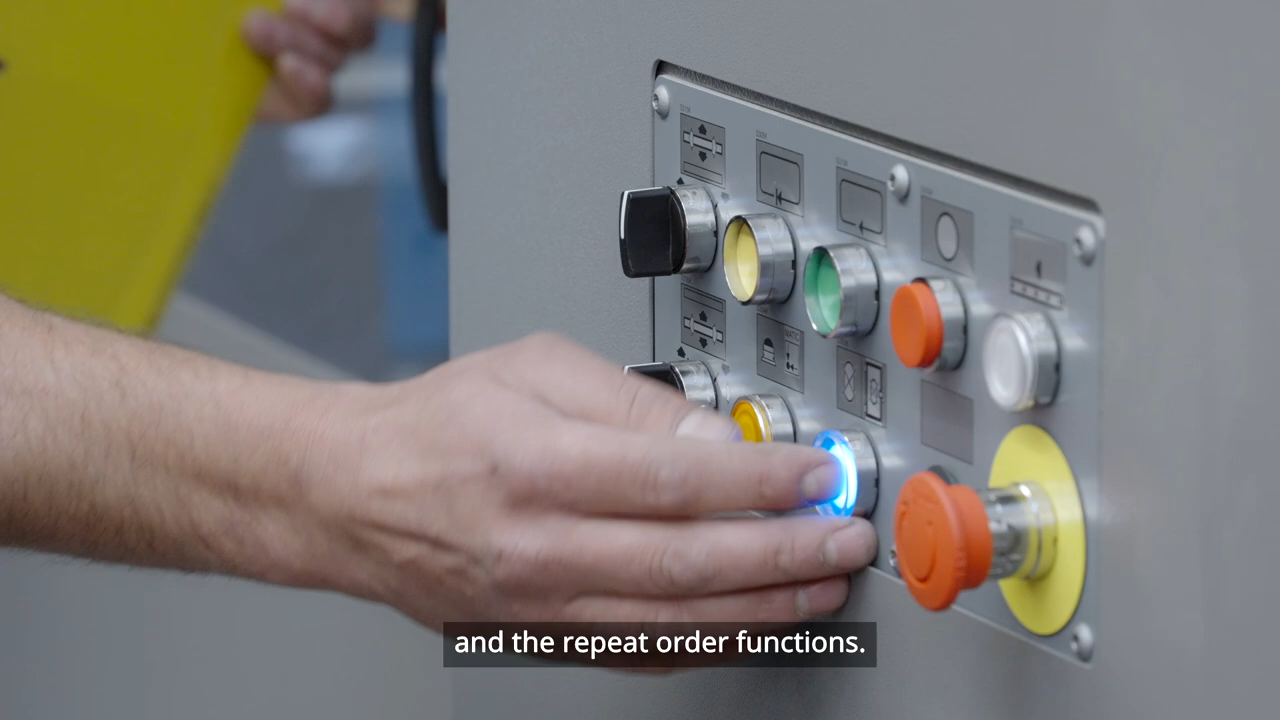 and the repeat order functions.